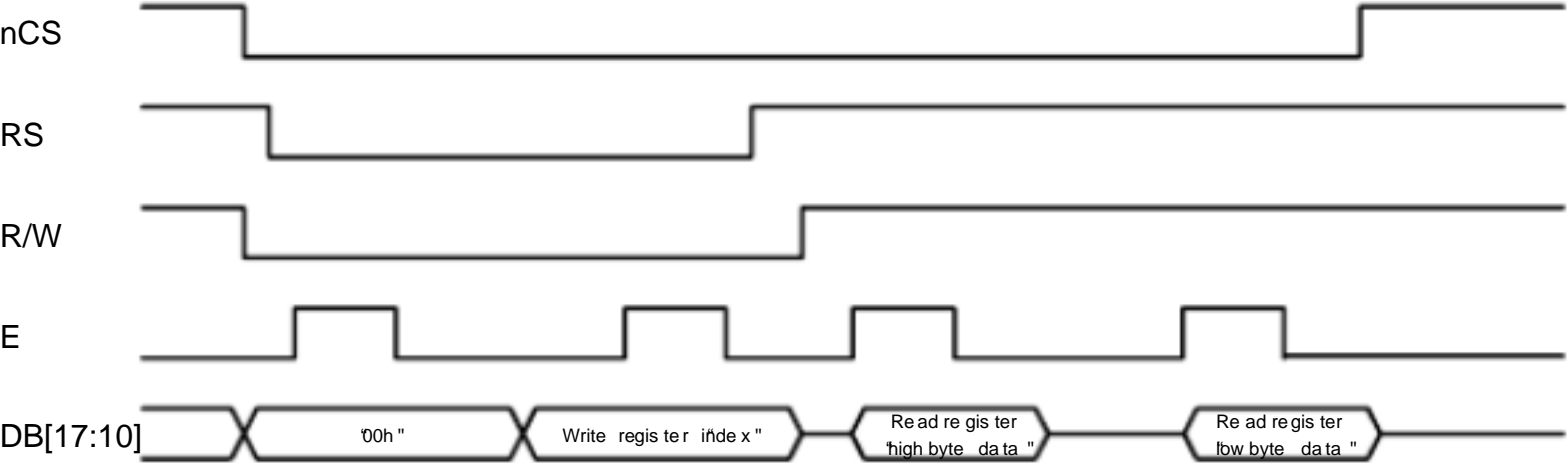 nCS
RS
R/W
E
DB[17:10]
"00h"
Write register "index"
Read register
"high byte data"
Read register
"low byte data"